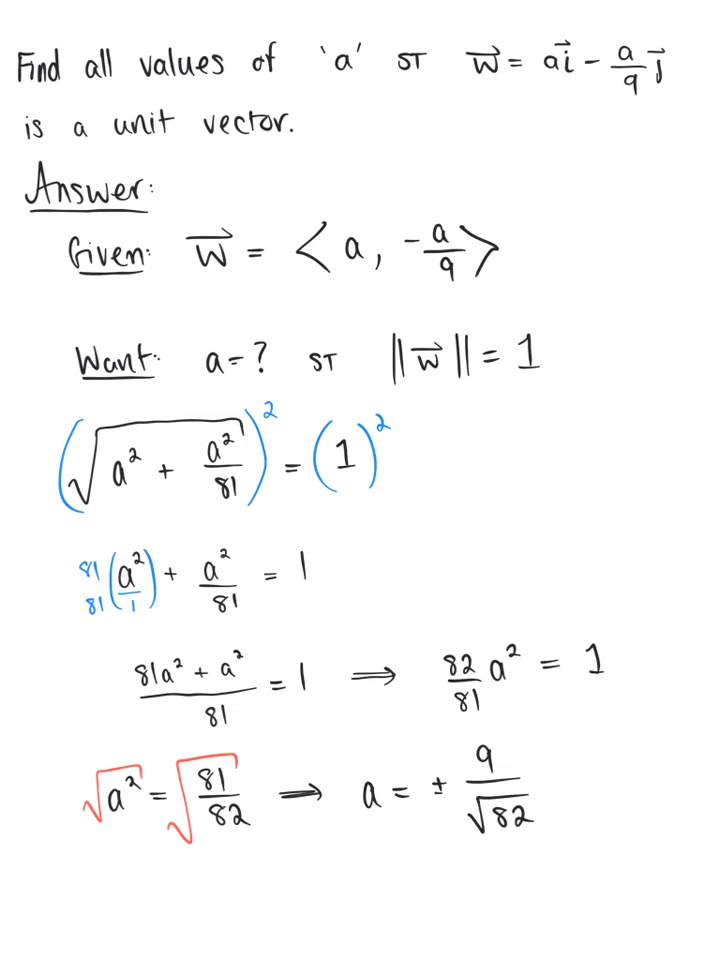 Find all values of 'a' ST w⃗ = ai⃗ - a/9 j⃗
is a unit vector.
Answer:
Given: w⃗ = <a, -a/9>
Want: a=? ST ||w⃗|| = 1
(√(a² + a²/81))² = (1)²
81/81 (a²/1) + a²/81 = 1
(81a² + a²)/81 = 1 ⟹ 82/81 a² = 1
√a² = √(81/82) ⟹ a = ± 9/√82